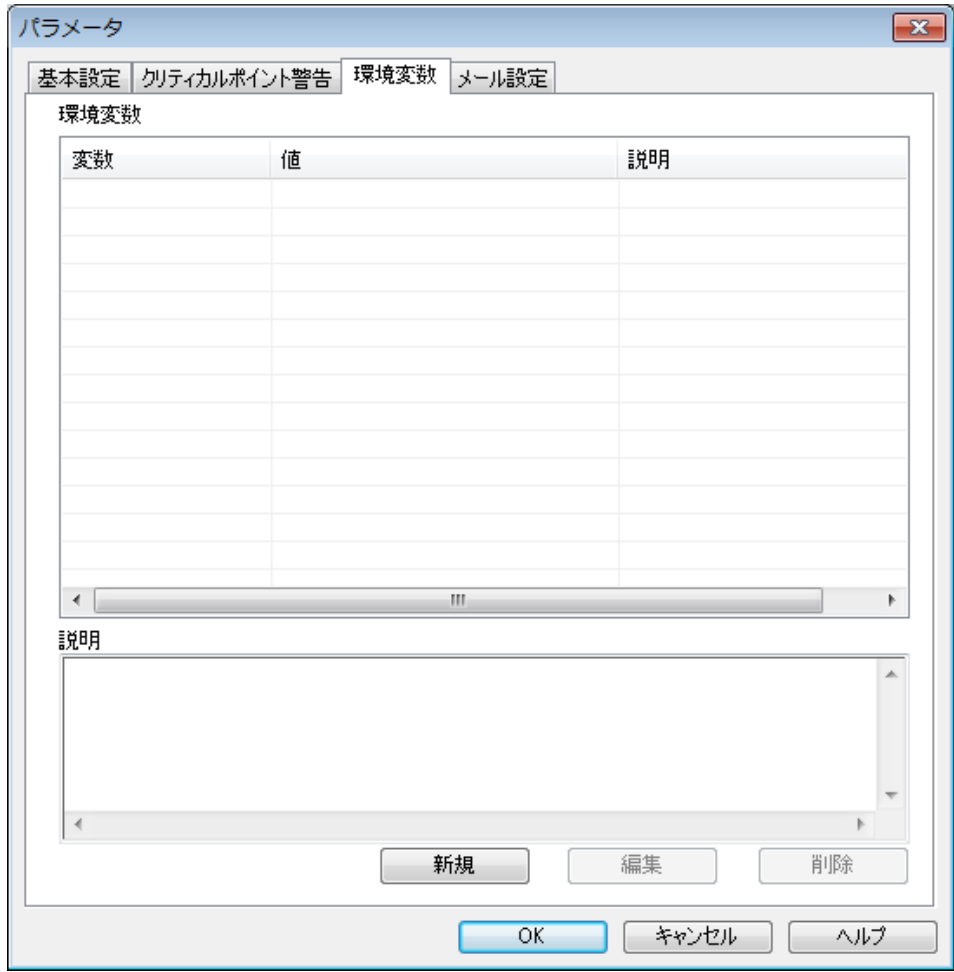 パラメータ
基本設定 クリティカルポイント警告 環境変数 メール設定
環境変数
変数 値 説明
説明
新規 編集 削除
OK キャンセル ヘルプ